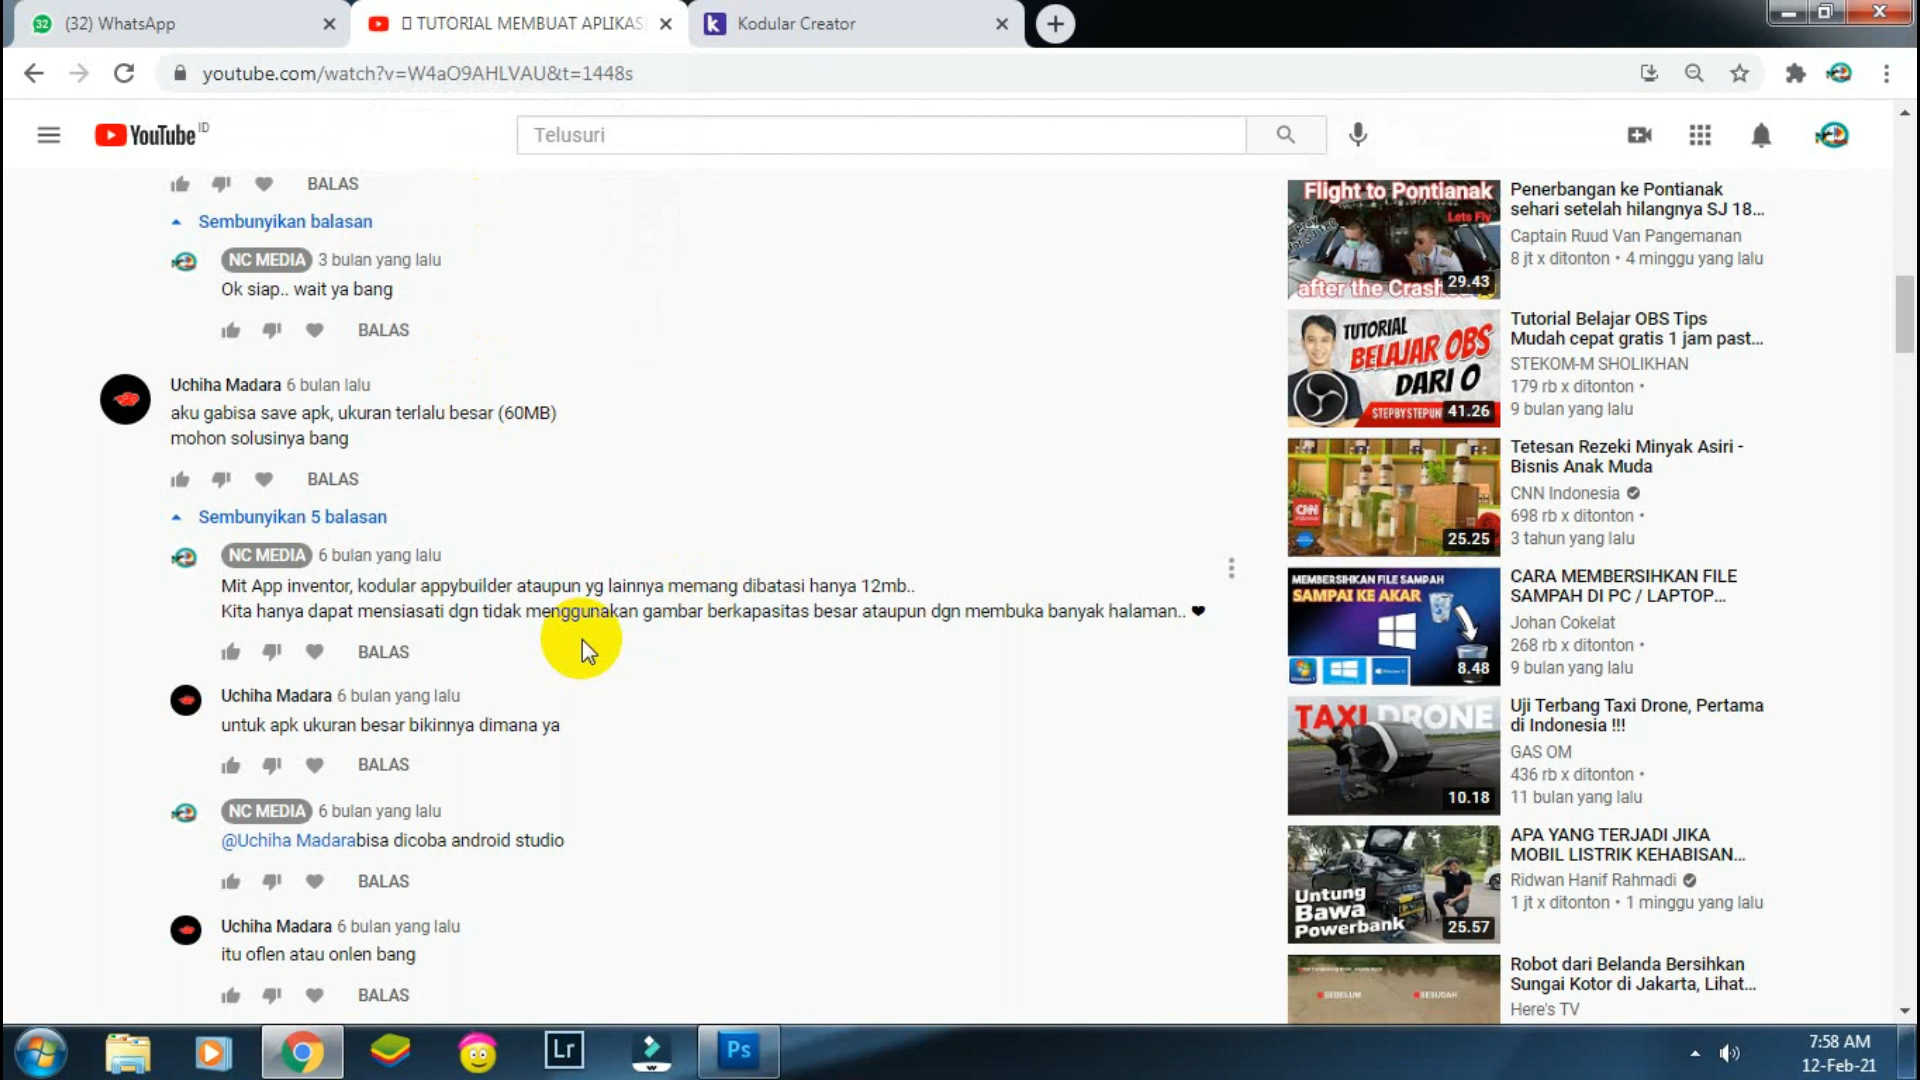 32
(32) WhatsApp
TUTORIAL MEMBUAT APLIKAS
Kodular Creator
youtube.com/watch?v=W4aO9AHLVAU&t=1448s
YouTube ID
Telusuri
BALAS
Sembunyikan balasan
NC MEDIA 3 bulan yang lalu
Ok siap.. wait ya bang
BALAS
Uchiha Madara 6 bulan lalu
aku gabisa save apk, ukuran terlalu besar (60MB)
mohon solusinya bang
BALAS
Sembunyikan 5 balasan
NC MEDIA 6 bulan yang lalu
Mit App inventor, kodular appybuilder ataupun yg lainnya memang dibatasi hanya 12mb..
Kita hanya dapat mensiasati dgn tidak menggunakan gambar berkapasitas besar ataupun dgn membuka banyak halaman.. ❤
BALAS
Uchiha Madara 6 bulan yang lalu
untuk apk ukuran besar bikinnya dimana ya
BALAS
NC MEDIA 6 bulan yang lalu
@Uchiha Madarabisa dicoba android studio
BALAS
Uchiha Madara 6 bulan yang lalu
itu oflen atau onlen bang
BALAS
Flight to Pontianak
Lets Fly
after the Crash
29.43
Penerbangan ke Pontianak
sehari setelah hilangnya SJ 18...
Captain Ruud Van Pangemanan
8 jt x ditonton • 4 minggu yang lalu
TUTORIAL
BELAJAR OBS
DARI 0
STEP BY STEP
41.26
Tutorial Belajar OBS Tips
Mudah cepat gratis 1 jam past...
STEKOM-M SHOLIKHAN
179 rb x ditonton •
9 bulan yang lalu
CNN
25.25
Tetesan Rezeki Minyak Asiri -
Bisnis Anak Muda
CNN Indonesia
698 rb x ditonton •
3 tahun yang lalu
MEMBERSIHKAN FILE SAMPAH
SAMPAI KE AKAR
8.48
CARA MEMBERSIHKAN FILE
SAMPAH DI PC / LAPTOP...
Johan Cokelat
268 rb x ditonton •
9 bulan yang lalu
TAXI DRONE
10.18
Uji Terbang Taxi Drone, Pertama
di Indonesia !!!
GAS OM
436 rb x ditonton •
11 bulan yang lalu
Untung
Bawa
Powerbank
25.57
APA YANG TERJADI JIKA
MOBIL LISTRIK KEHABISAN...
Ridwan Hanif Rahmadi
1 jt x ditonton • 1 minggu yang lalu
SEBELUM
SESUDAH
Robot dari Belanda Bersihkan
Sungai Kotor di Jakarta, Lihat...
Here's TV
Lr
W
Ps
7:58 AM
12-Feb-21